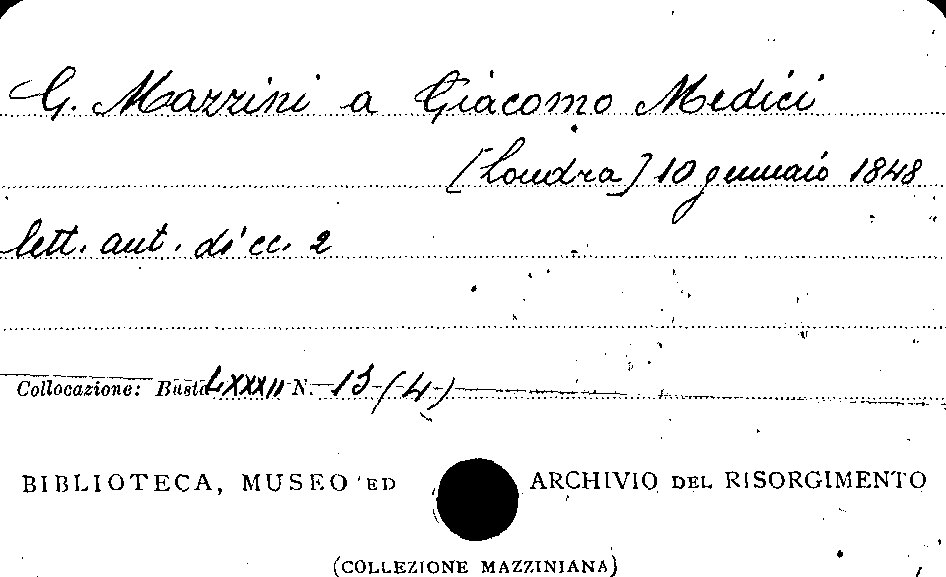 G. Mazzini a Giacomo Medici
[Londra] 10 gennaio 1848
lett. aut. di cc. 2
Collocazione: Busta LXXXII N. 13 (4)
BIBLIOTECA, MUSEO ED ARCHIVIO DEL RISORGIMENTO
(COLLEZIONE MAZZINIANA)